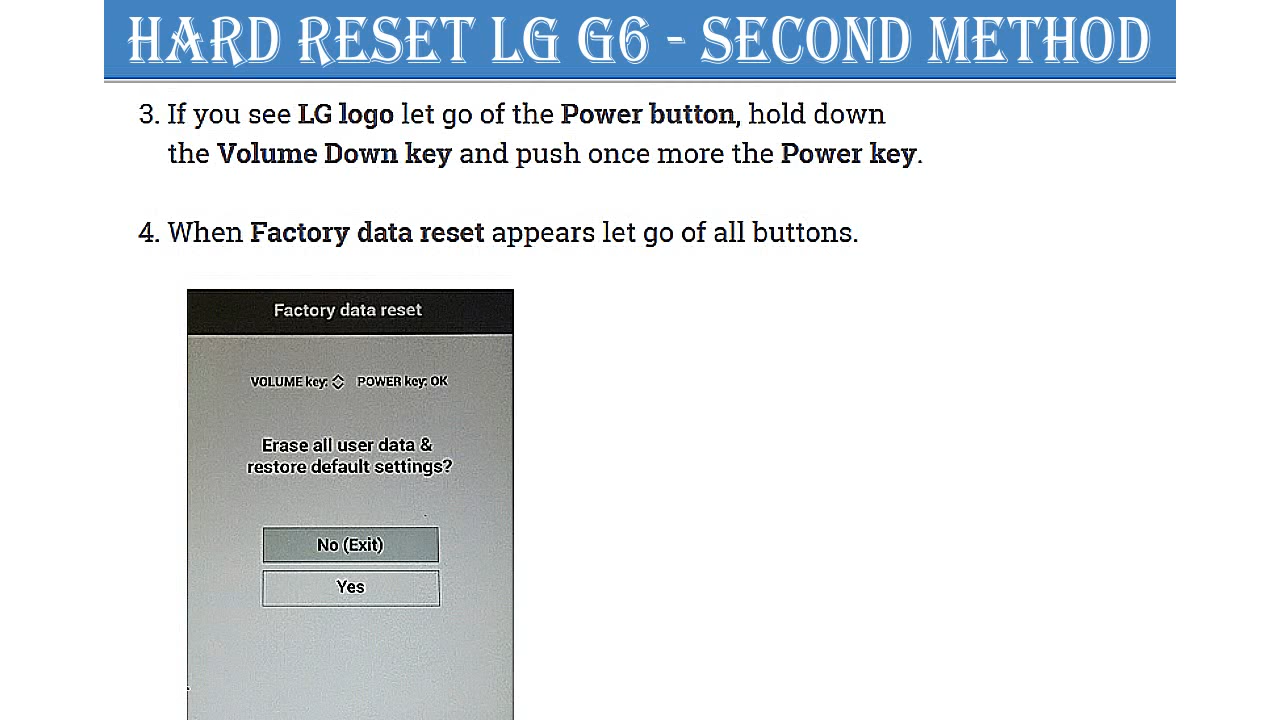 HARD RESET LG G6 - SECOND METHOD
3. If you see LG logo let go of the Power button, hold down
the Volume Down key and push once more the Power key.
4. When Factory data reset appears let go of all buttons.
Factory data reset
VOLUME key: POWER key: OK
Erase all user data &
restore default settings?
No (Exit)
Yes